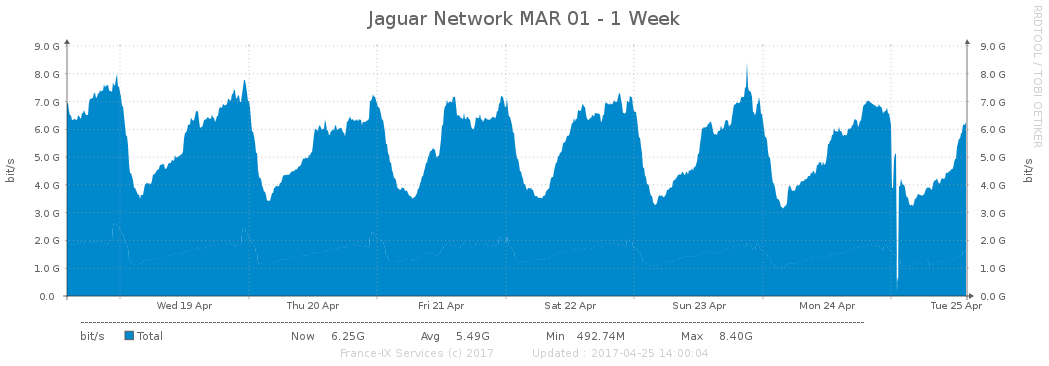 Jaguar Network MAR 01 - 1 Week
RRDTOOL / TOBI OETIKER
bit/s
9.0 G 9.0 G
8.0 G 8.0 G
7.0 G 7.0 G
6.0 G 6.0 G
5.0 G 5.0 G
4.0 G 4.0 G
3.0 G 3.0 G
2.0 G 2.0 G
1.0 G 1.0 G
0.0 0.0 G
bit/s
Wed 19 Apr Thu 20 Apr Fri 21 Apr Sat 22 Apr Sun 23 Apr Mon 24 Apr Tue 25 Apr
bit/s Total Now 6.25G Avg 5.49G Min 492.74M Max 8.40G
France-IX Services (c) 2017 Updated : 2017-04-25 14:00:04